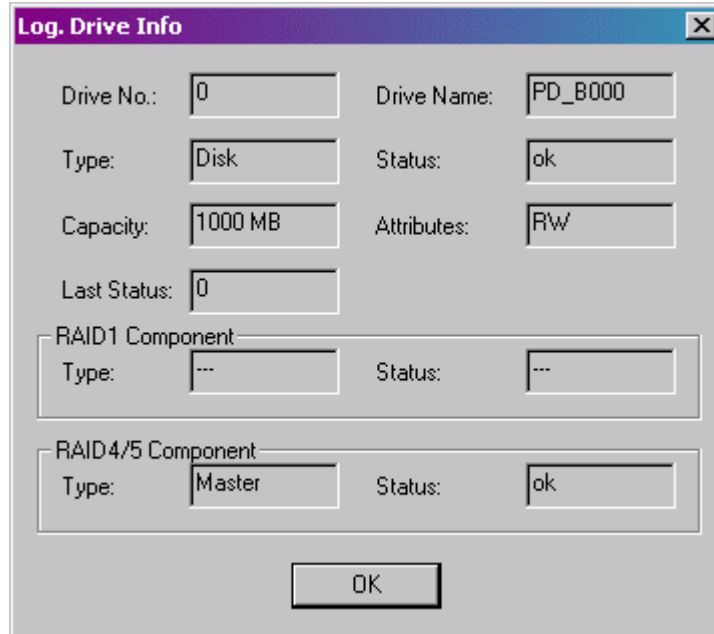 Log. Drive Info
Drive No.: 0 Drive Name: PD_B000
Type: Disk Status: ok
Capacity: 1000 MB Attributes: RW
Last Status: 0
RAID1 Component
Type: --- Status: ---
RAID4/5 Component
Type: Master Status: ok
OK